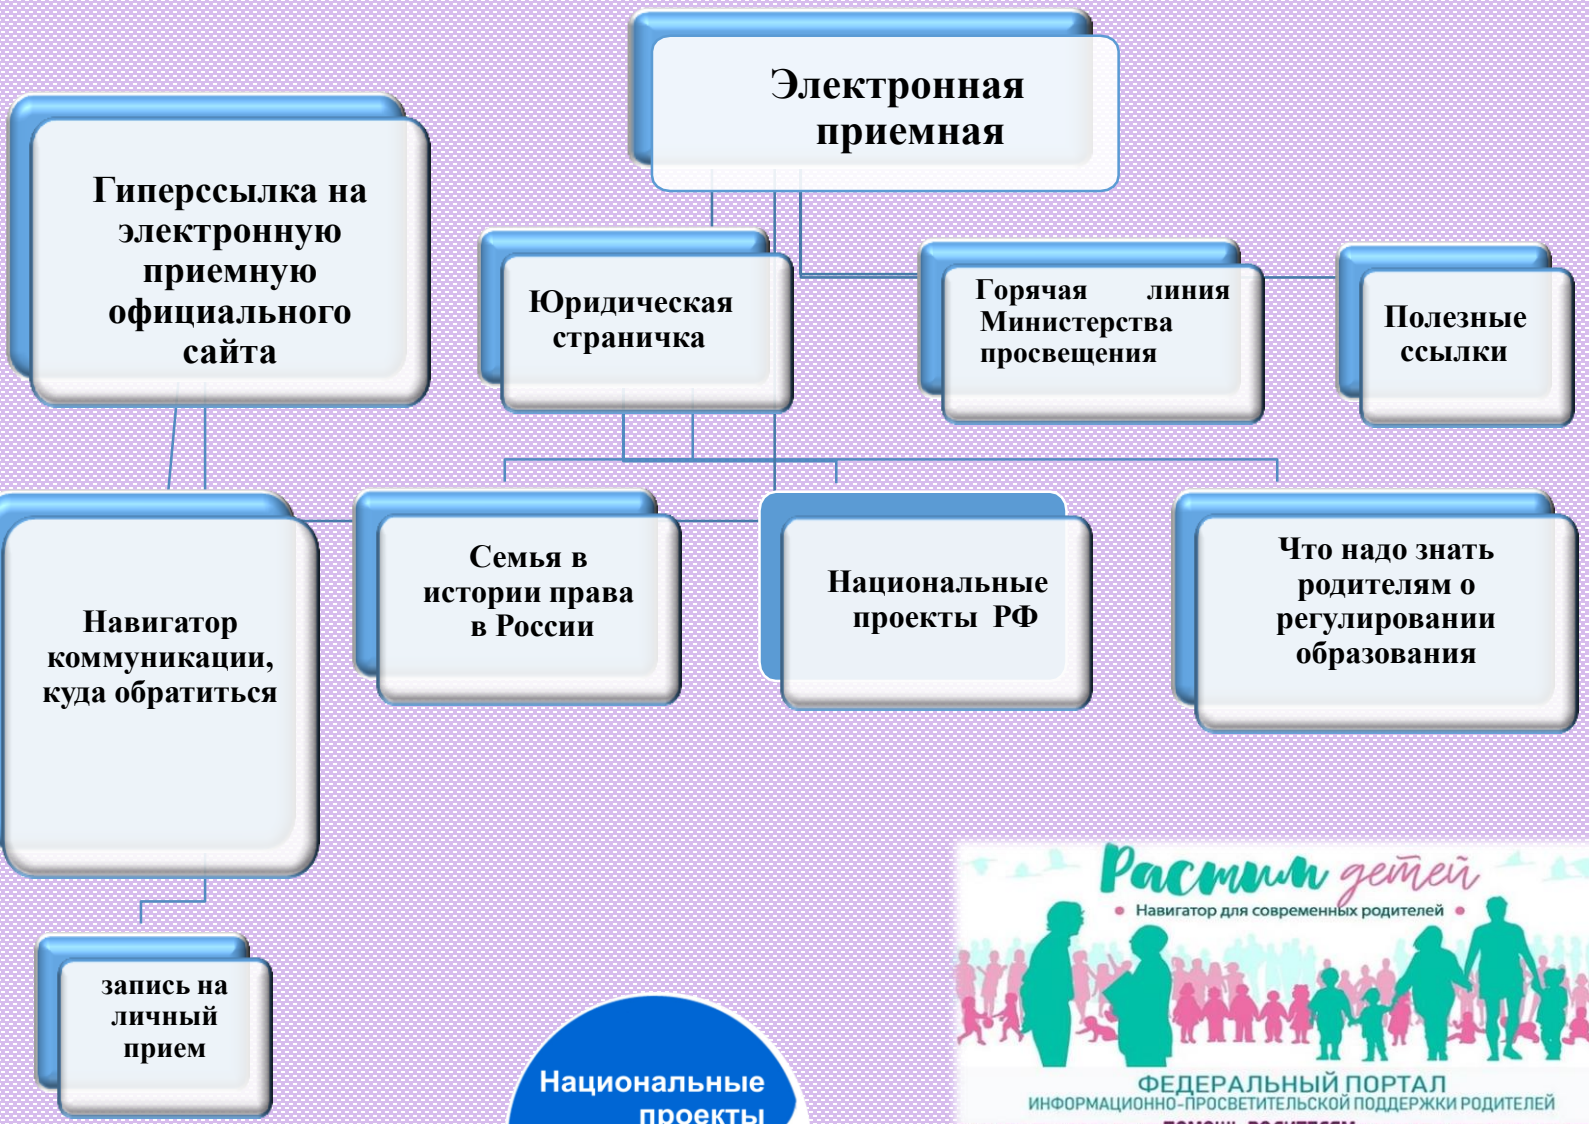 Электронная
приемная
Гиперссылка на
электронную
приемную
официального
сайта
Юридическая
страничка
Горячая линия
Министерства
просвещения
Полезные
ссылки
Навигатор
коммуникации,
куда обратиться
Семья в
истории права
в России
Национальные
проекты РФ
Что надо знать
родителям о
регулировании
образования
запись на
личный
прием
Национальные
проекты
Растим детей
• Навигатор для современных родителей •
ФЕДЕРАЛЬНЫЙ ПОРТАЛ
ИНФОРМАЦИОННО-ПРОСВЕТИТЕЛЬСКОЙ ПОДДЕРЖКИ РОДИТЕЛЕЙ